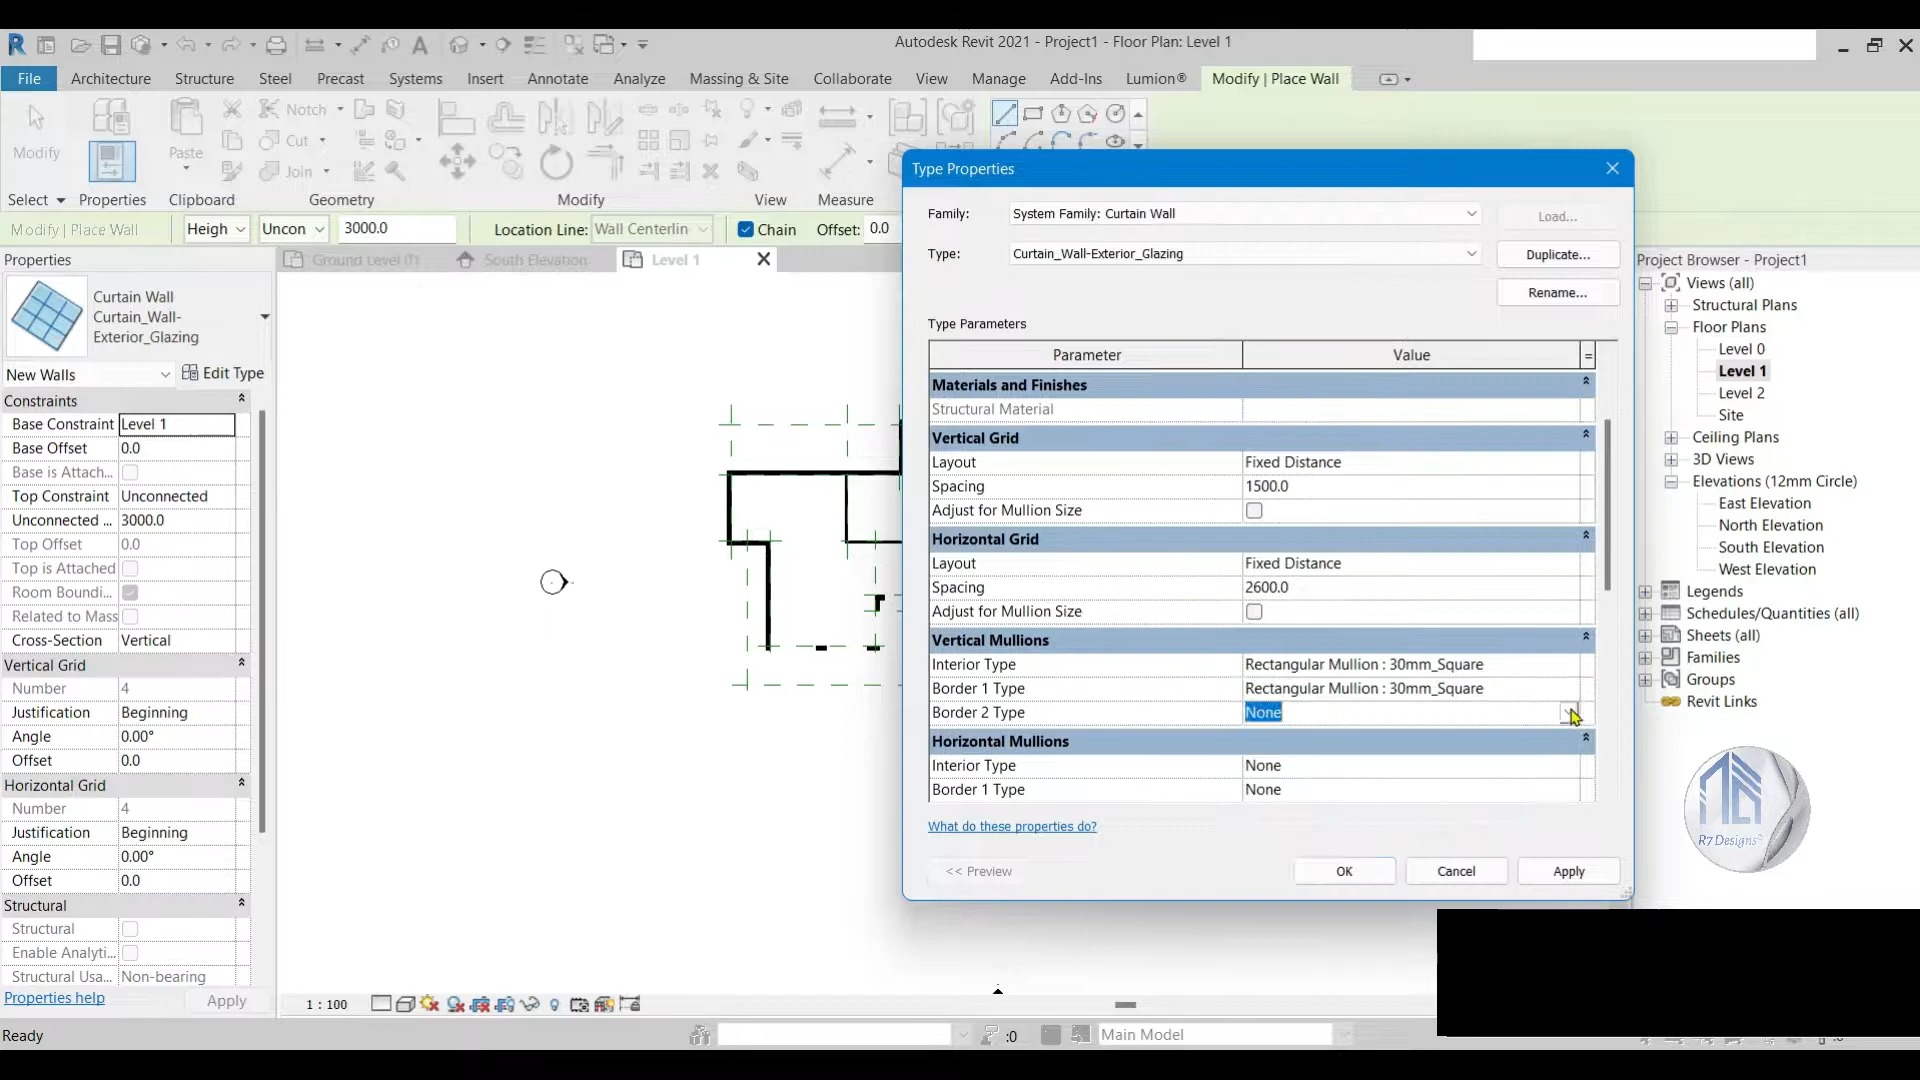 Autodesk Revit 2021 - Project1 - Floor Plan: Level 1
File Architecture Structure Steel Precast Systems Insert Annotate Analyze Massing & Site Collaborate View Manage Add-Ins Lumion® Modify | Place Wall
Modify Paste Notch Cut Join
Select Properties Clipboard Geometry Modify View Measure
Modify | Place Wall Heigh Uncon 3000.0 Location Line: Wall Centerlin Chain Offset: 0.0
Properties
Ground Level 01 South Elevation Level 1
Curtain Wall
Curtain_Wall-
Exterior_Glazing
New Walls Edit Type
Constraints
Base Constraint Level 1
Base Offset 0.0
Base is Attach...
Top Constraint Unconnected
Unconnected ... 3000.0
Top Offset 0.0
Top is Attached
Room Boundi...
Related to Mass
Cross-Section Vertical
Vertical Grid
Number 4
Justification Beginning
Angle 0.00°
Offset 0.0
Horizontal Grid
Number 4
Justification Beginning
Angle 0.00°
Offset 0.0
Structural
Structural
Enable Analyti...
Structural Usa... Non-bearing
Properties help Apply
Type Properties
Family: System Family: Curtain Wall Load...
Type: Curtain_Wall-Exterior_Glazing Duplicate...
Rename...
Type Parameters
Parameter Value =
Materials and Finishes
Structural Material
Vertical Grid
Layout Fixed Distance
Spacing 1500.0
Adjust for Mullion Size
Horizontal Grid
Layout Fixed Distance
Spacing 2600.0
Adjust for Mullion Size
Vertical Mullions
Interior Type Rectangular Mullion : 30mm_Square
Border 1 Type Rectangular Mullion : 30mm_Square
Border 2 Type None
Horizontal Mullions
Interior Type None
Border 1 Type None
What do these properties do?
<< Preview OK Cancel Apply
Project Browser - Project1
Views (all)
Structural Plans
Floor Plans
Level 0
Level 1
Level 2
Site
Ceiling Plans
3D Views
Elevations (12mm Circle)
East Elevation
North Elevation
South Elevation
West Elevation
Legends
Schedules/Quantities (all)
Sheets (all)
Families
Groups
Revit Links
R7 Designs
1 : 100
Ready :0 Main Model